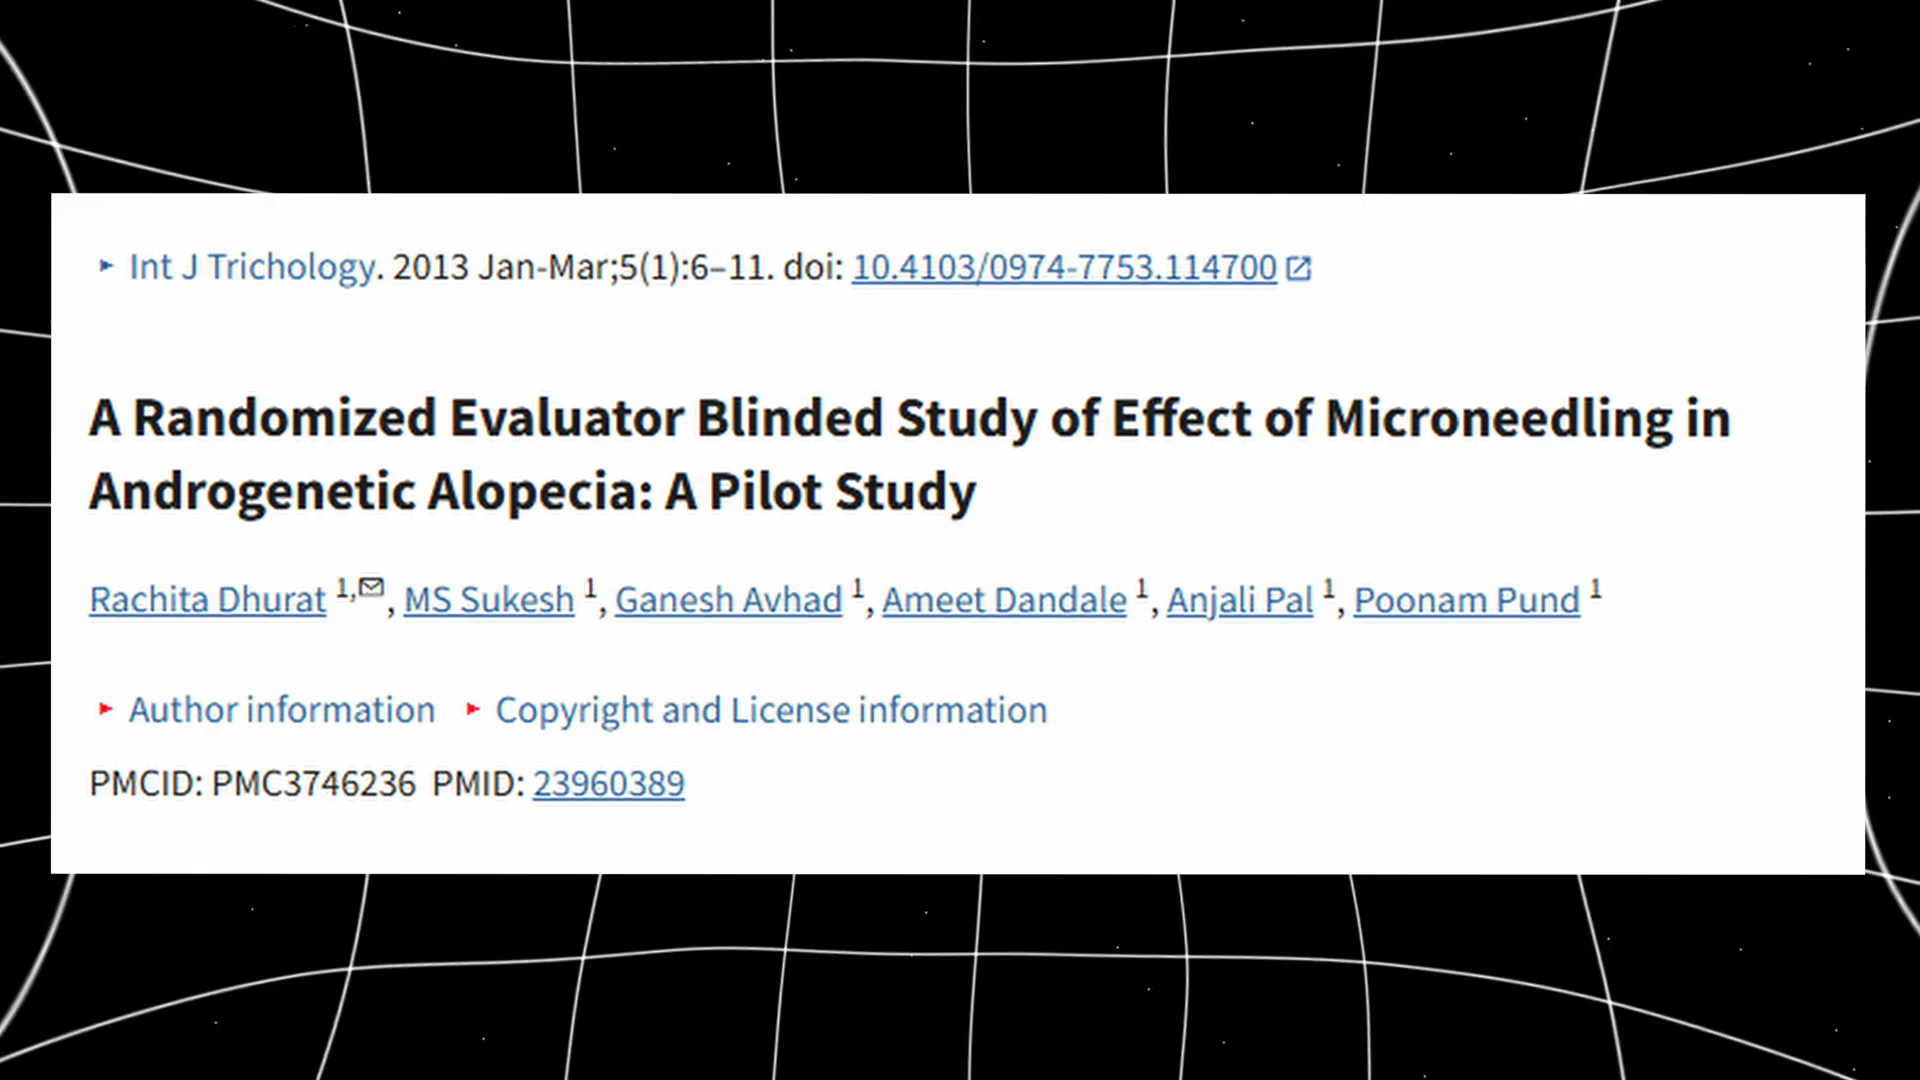 ► Int J Trichology. 2013 Jan-Mar;5(1):6–11. doi: 10.4103/0974-7753.114700
A Randomized Evaluator Blinded Study of Effect of Microneedling in
Androgenetic Alopecia: A Pilot Study
Rachita Dhurat 1,✉, MS Sukesh 1, Ganesh Avhad 1, Ameet Dandale 1, Anjali Pal 1, Poonam Pund 1
► Author information ► Copyright and License information
PMCID: PMC3746236 PMID: 23960389